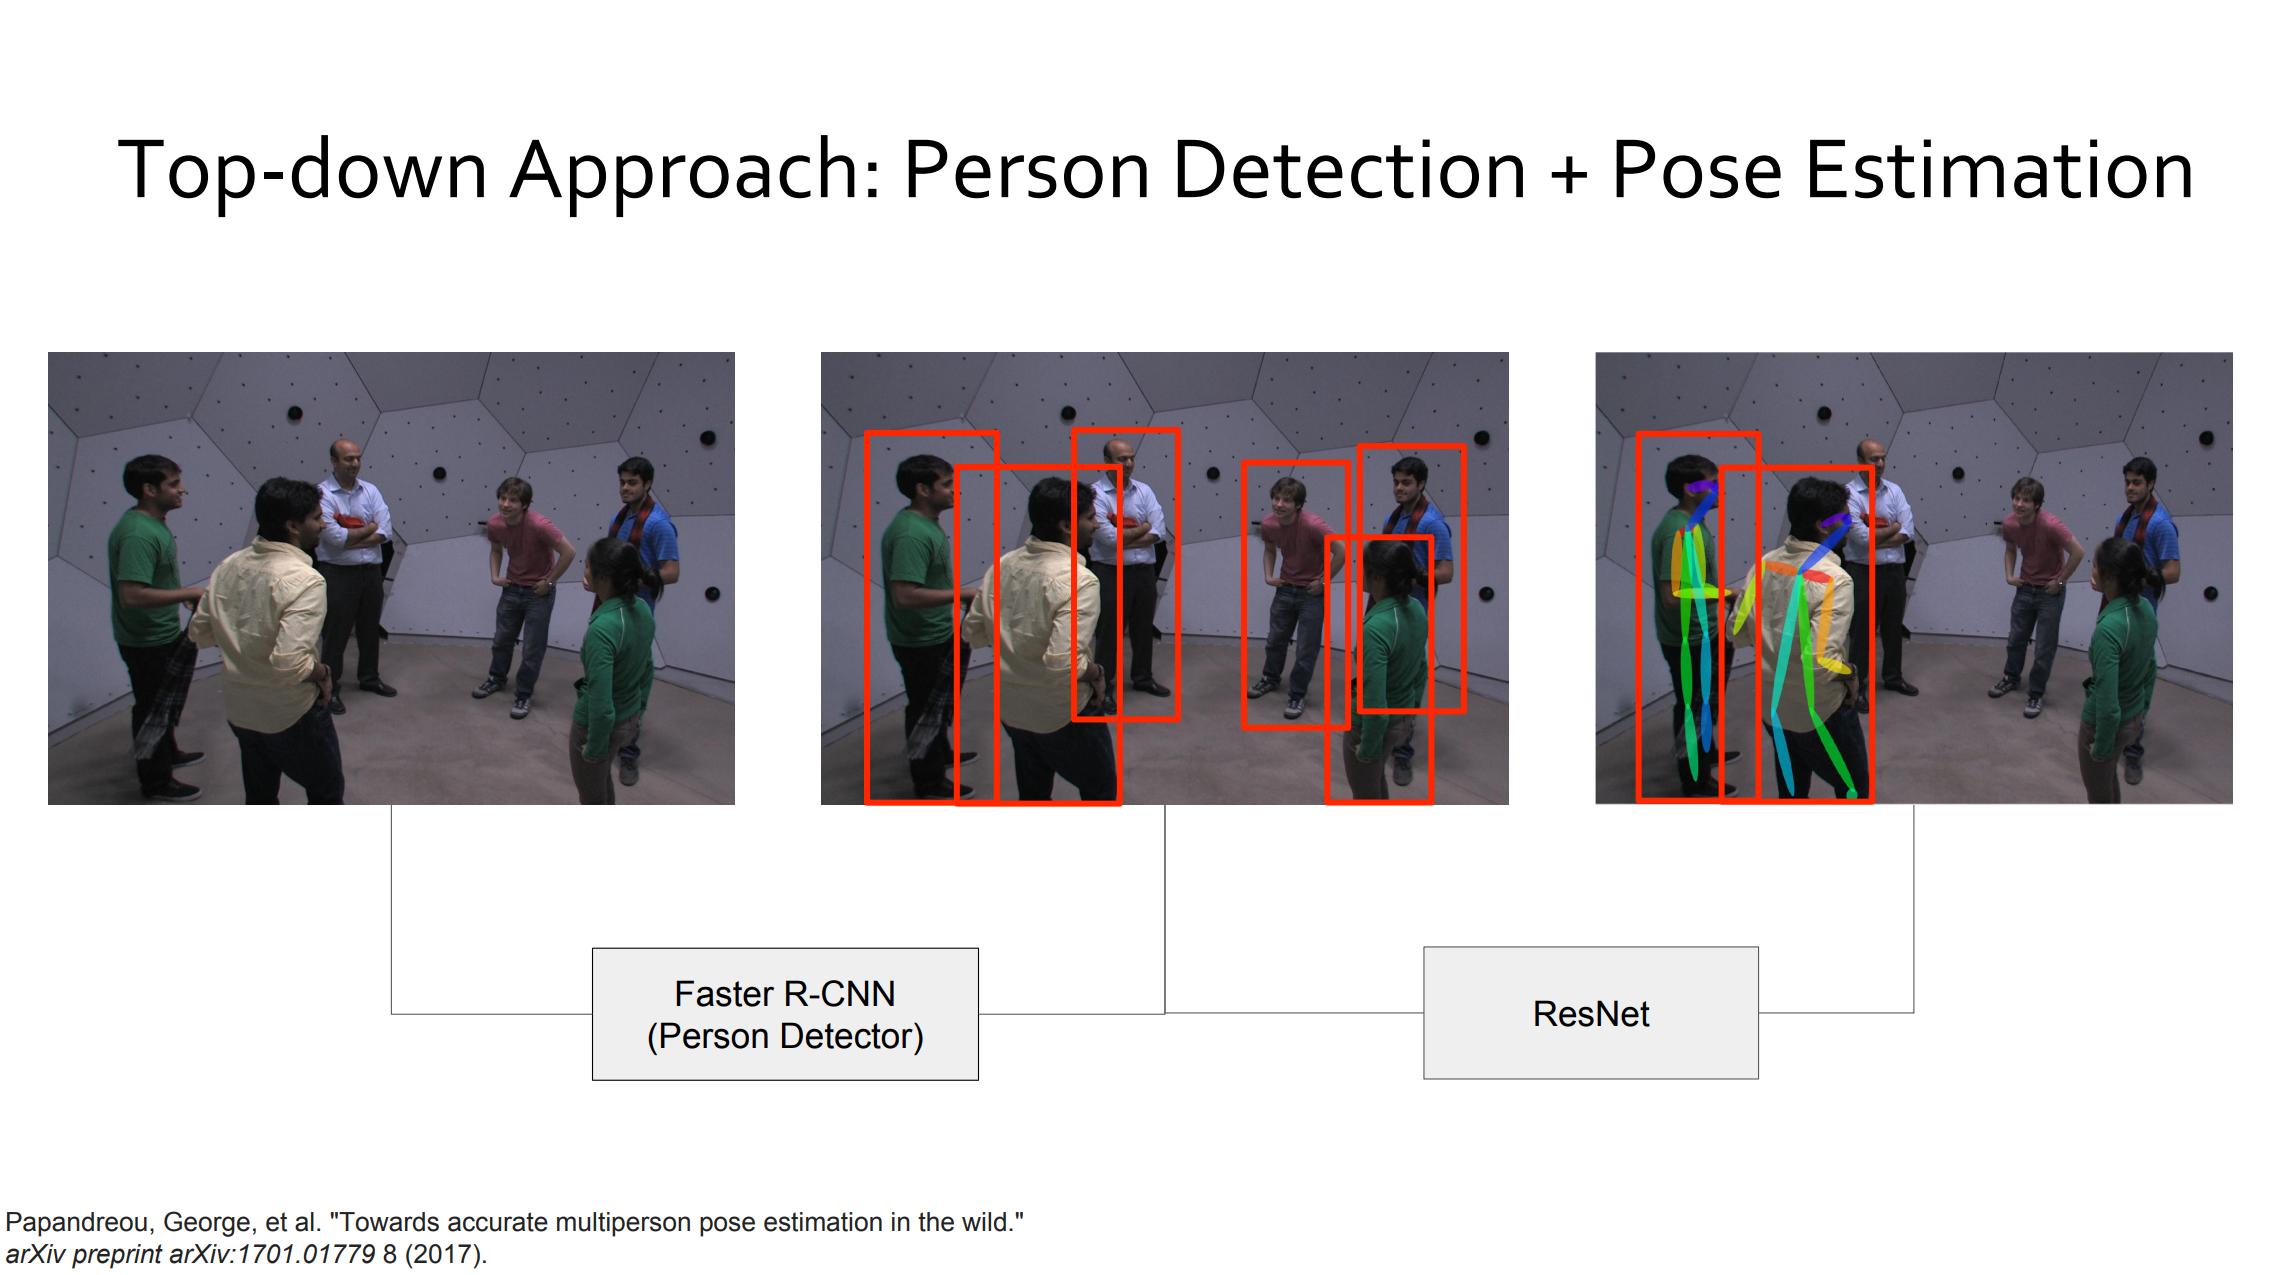 Top-down Approach: Person Detection + Pose Estimation
Faster R-CNN
(Person Detector)
ResNet
Papandreou, George, et al. "Towards accurate multiperson pose estimation in the wild."
arXiv preprint arXiv:1701.01779 8 (2017).